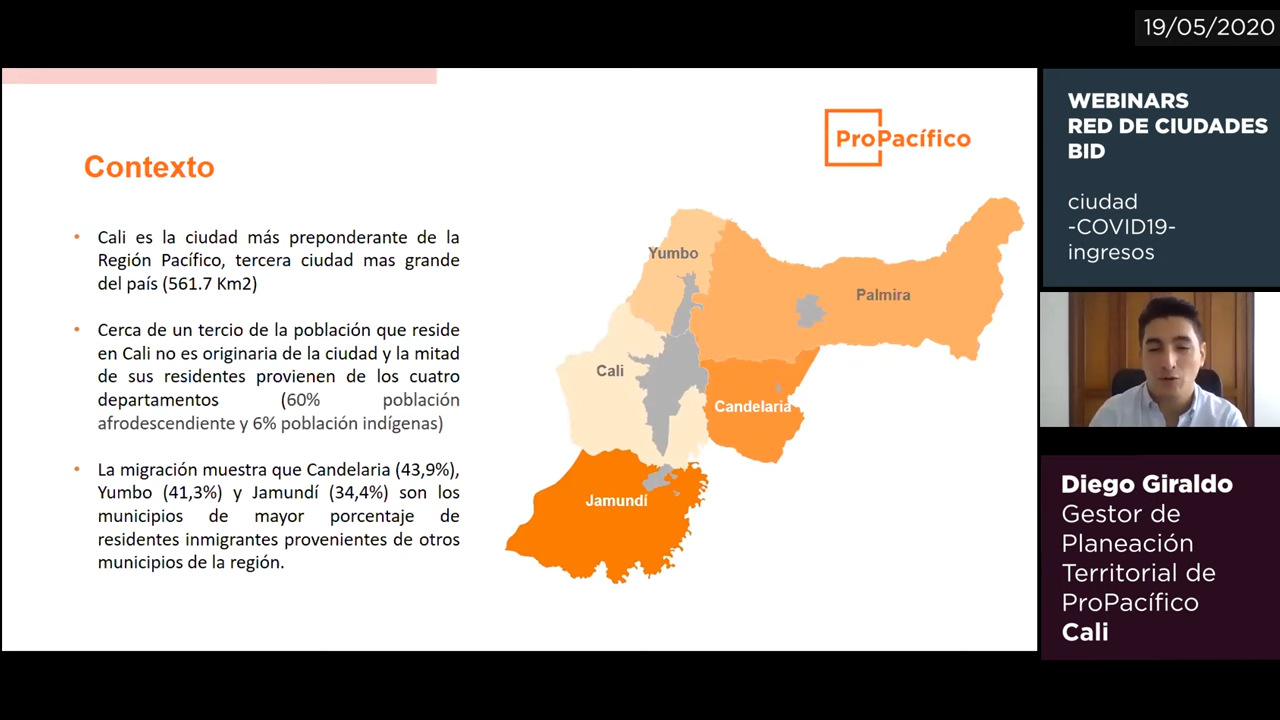 19/05/2020
Contexto
ProPacífico
• Cali es la ciudad más preponderante de la
Región Pacífico, tercera ciudad mas grande
del país (561.7 Km2)
• Cerca de un tercio de la población que reside
en Cali no es originaria de la ciudad y la mitad
de sus residentes provienen de los cuatro
departamentos (60% población
afrodescendiente y 6% población indígenas)
• La migración muestra que Candelaria (43,9%),
Yumbo (41,3%) y Jamundí (34,4%) son los
municipios de mayor porcentaje de
residentes inmigrantes provenientes de otros
municipios de la región.
Yumbo
Palmira
Cali
Candelaria
Jamundí
WEBINARS
RED DE CIUDADES
BID
ciudad
-COVID19-
ingresos
Diego Giraldo
Gestor de
Planeación
Territorial de
ProPacífico
Cali